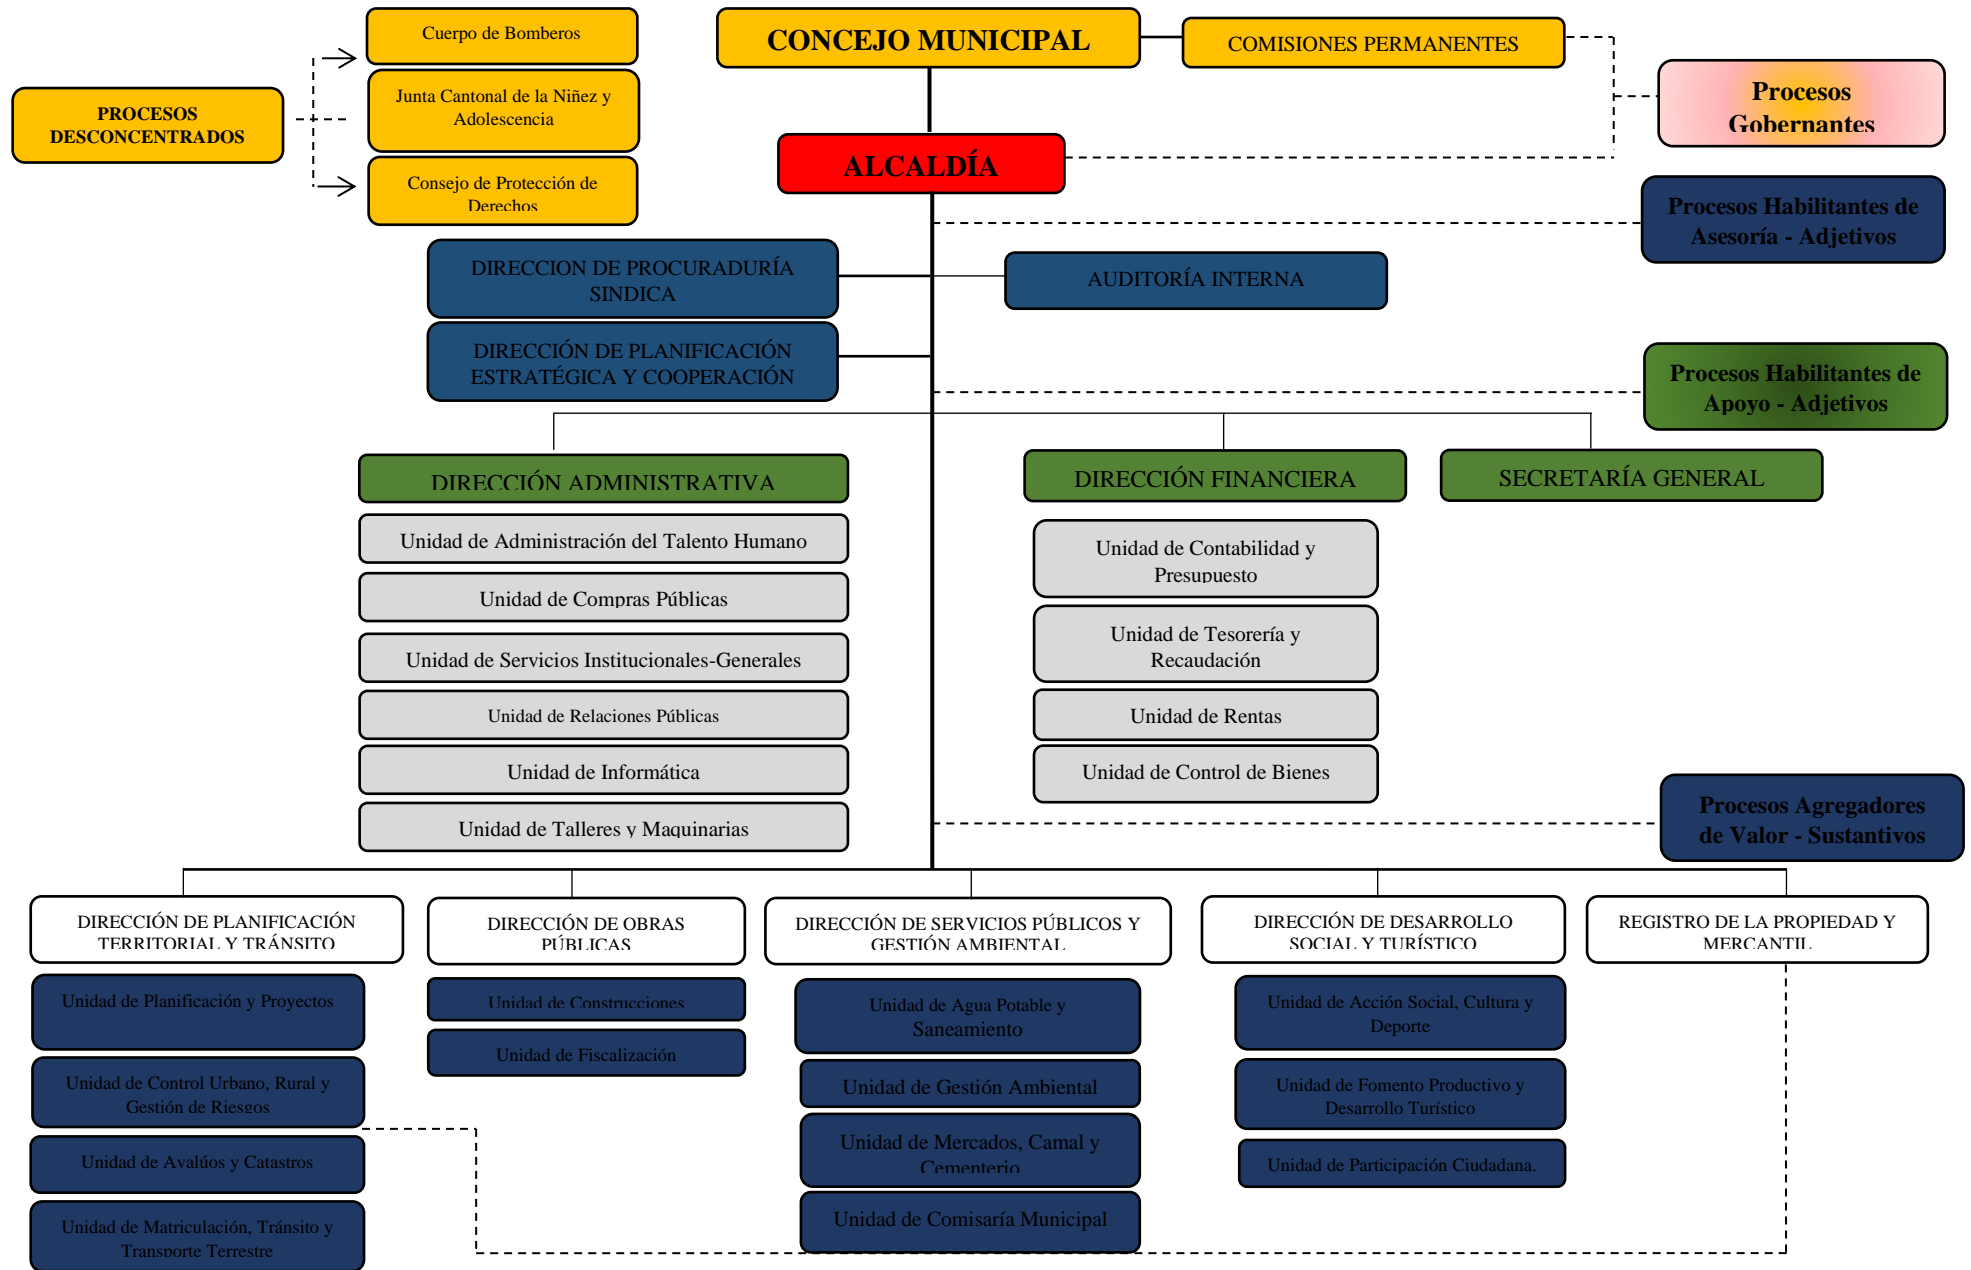 Cuerpo de Bomberos
CONCEJO MUNICIPAL
COMISIONES PERMANENTES
PROCESOS
DESCONCENTRADOS
Junta Cantonal de la Niñez y
Adolescencia
Procesos
Gobernantes
ALCALDÍA
Consejo de Protección de
Derechos
Procesos Habilitantes de
Asesoría - Adjetivos
DIRECCION DE PROCURADURÍA
SINDICA
AUDITORÍA INTERNA
DIRECCIÓN DE PLANIFICACIÓN
ESTRATÉGICA Y COOPERACIÓN
Procesos Habilitantes de
Apoyo - Adjetivos
DIRECCIÓN ADMINISTRATIVA
DIRECCIÓN FINANCIERA
SECRETARÍA GENERAL
Unidad de Administración del Talento Humano
Unidad de Compras Públicas
Unidad de Servicios Institucionales-Generales
Unidad de Relaciones Públicas
Unidad de Informática
Unidad de Talleres y Maquinarias
Unidad de Contabilidad y
Presupuesto
Unidad de Tesorería y
Recaudación
Unidad de Rentas
Unidad de Control de Bienes
Procesos Agregadores
de Valor - Sustantivos
DIRECCIÓN DE PLANIFICACIÓN
TERRITORIAL Y TRÁNSITO
DIRECCIÓN DE OBRAS
PÚBLICAS
DIRECCIÓN DE SERVICIOS PÚBLICOS Y
GESTIÓN AMBIENTAL
DIRECCIÓN DE DESARROLLO
SOCIAL Y TURÍSTICO
REGISTRO DE LA PROPIEDAD Y
MERCANTIL
Unidad de Planificación y Proyectos
Unidad de Control Urbano, Rural y
Gestión de Riesgos
Unidad de Avalúos y Catastros
Unidad de Matriculación, Tránsito y
Transporte Terrestre
Unidad de Construcciones
Unidad de Fiscalización
Unidad de Agua Potable y
Saneamiento
Unidad de Gestión Ambiental
Unidad de Mercados, Camal y
Cementerio
Unidad de Comisaría Municipal
Unidad de Acción Social, Cultura y
Deporte
Unidad de Fomento Productivo y
Desarrollo Turístico
Unidad de Participación Ciudadana.